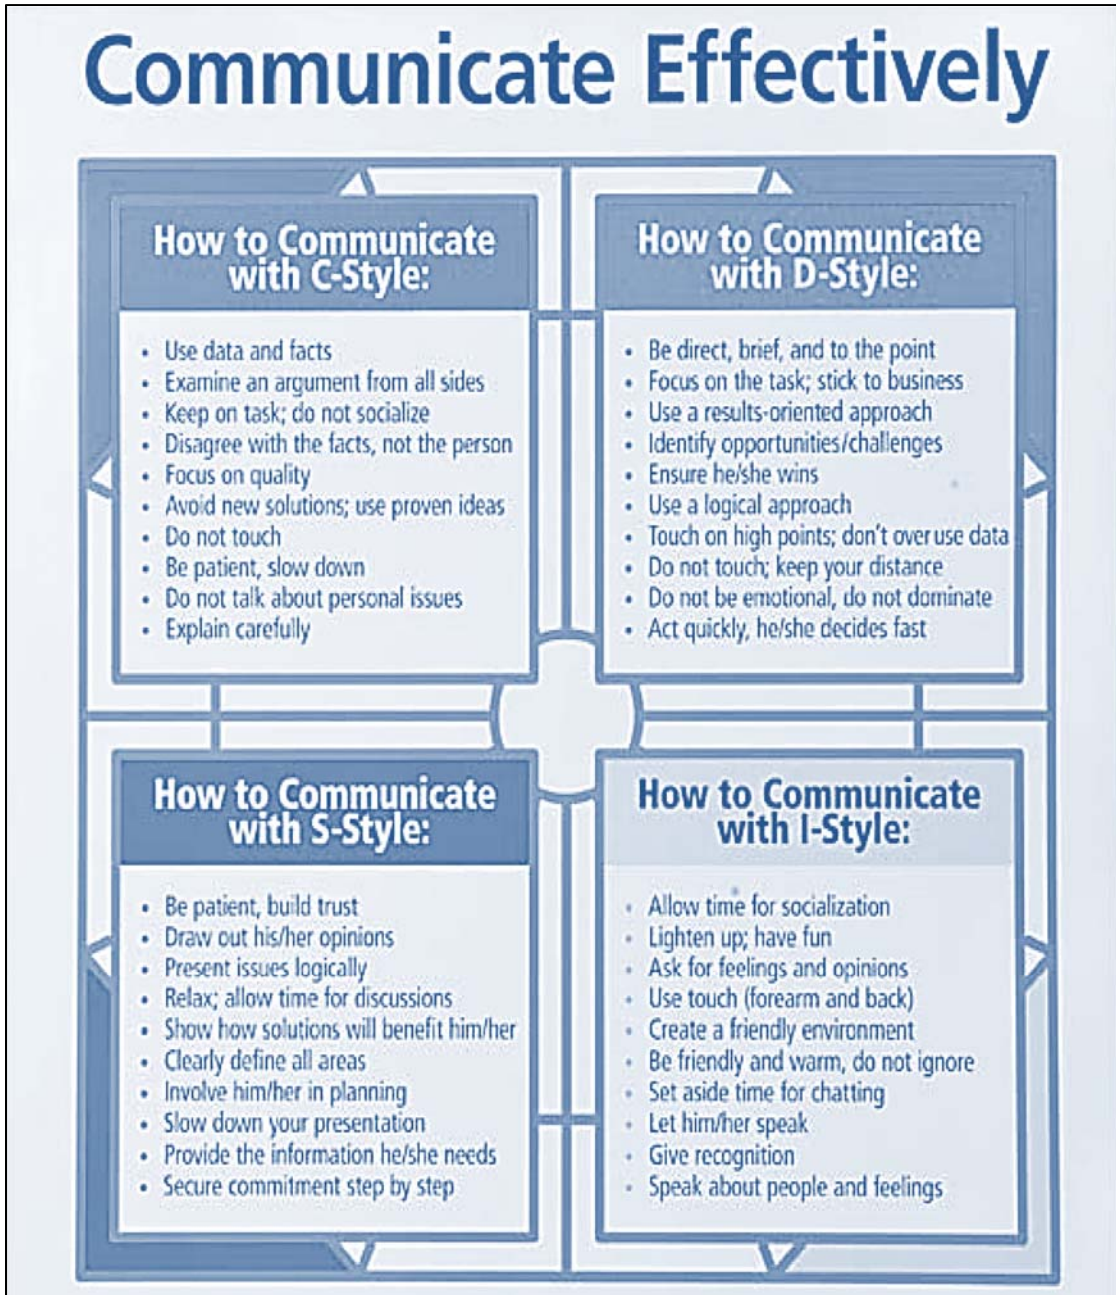 Communicate Effectively
How to Communicate
with C-Style:
• Use data and facts
• Examine an argument from all sides
• Keep on task; do not socialize
• Disagree with the facts, not the person
• Focus on quality
• Avoid new solutions; use proven ideas
• Do not touch
• Be patient, slow down
• Do not talk about personal issues
• Explain carefully
How to Communicate
with D-Style:
• Be direct, brief, and to the point
• Focus on the task; stick to business
• Use a results-oriented approach
• Identify opportunities/challenges
• Ensure he/she wins
• Use a logical approach
• Touch on high points; don't over use data
• Do not touch; keep your distance
• Do not be emotional, do not dominate
• Act quickly, he/she decides fast
How to Communicate
with S-Style:
• Be patient, build trust
• Draw out his/her opinions
• Present issues logically
• Relax; allow time for discussions
• Show how solutions will benefit him/her
• Clearly define all areas
• Involve him/her in planning
• Slow down your presentation
• Provide the information he/she needs
• Secure commitment step by step
How to Communicate
with I-Style:
• Allow time for socialization
• Lighten up; have fun
• Ask for feelings and opinions
• Use touch (forearm and back)
• Create a friendly environment
• Be friendly and warm, do not ignore
• Set aside time for chatting
• Let him/her speak
• Give recognition
• Speak about people and feelings